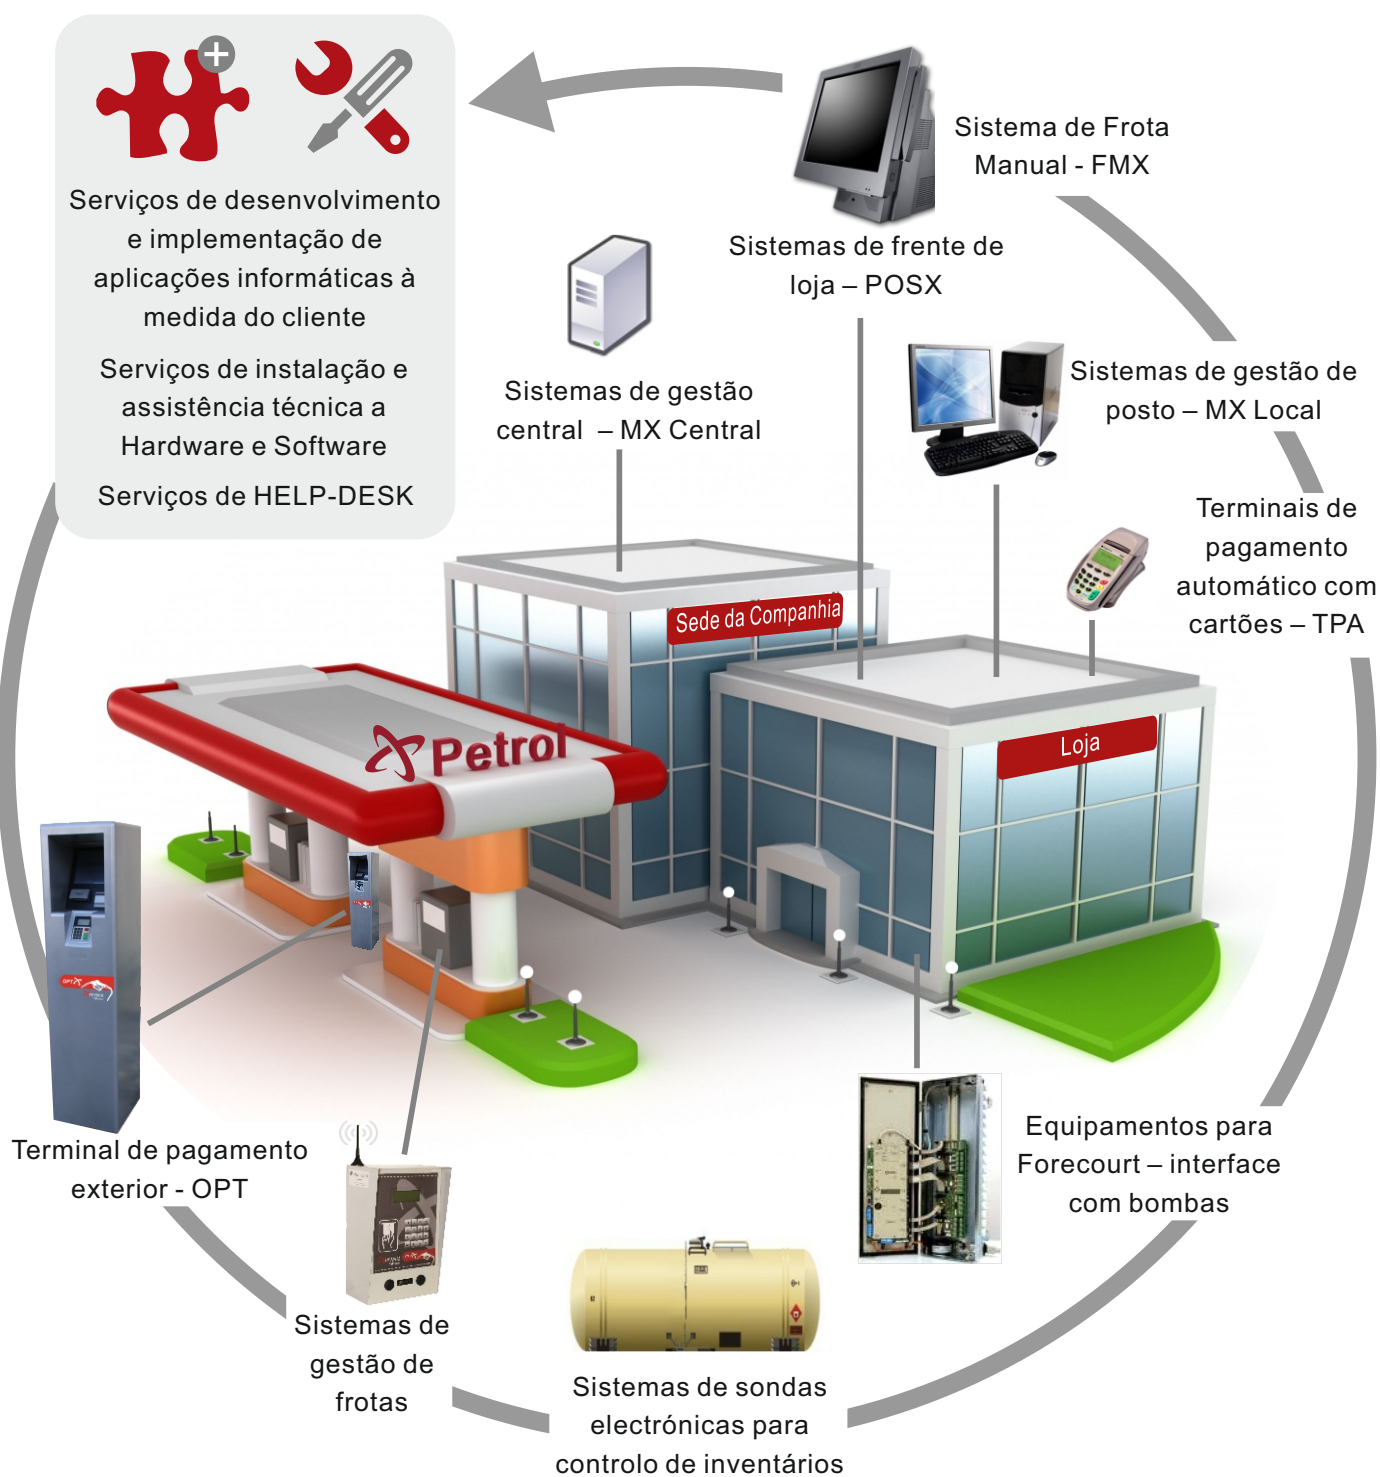 Serviços de desenvolvimento
e implementação de
aplicações informáticas à
medida do cliente
Serviços de instalação e
assistência técnica a
Hardware e Software
Serviços de HELP-DESK
Sistema de Frota
Manual - FMX
Sistemas de frente de
loja – POSX
Sistemas de gestão
central – MX Central
Sistemas de gestão de
posto – MX Local
Terminais de
pagamento
automático com
cartões – TPA
Sede da Companhia
Loja
Petrol
Terminal de pagamento
exterior - OPT
Equipamentos para
Forecourt – interface
com bombas
Sistemas de
gestão de
frotas
Sistemas de sondas
electrónicas para
controlo de inventários